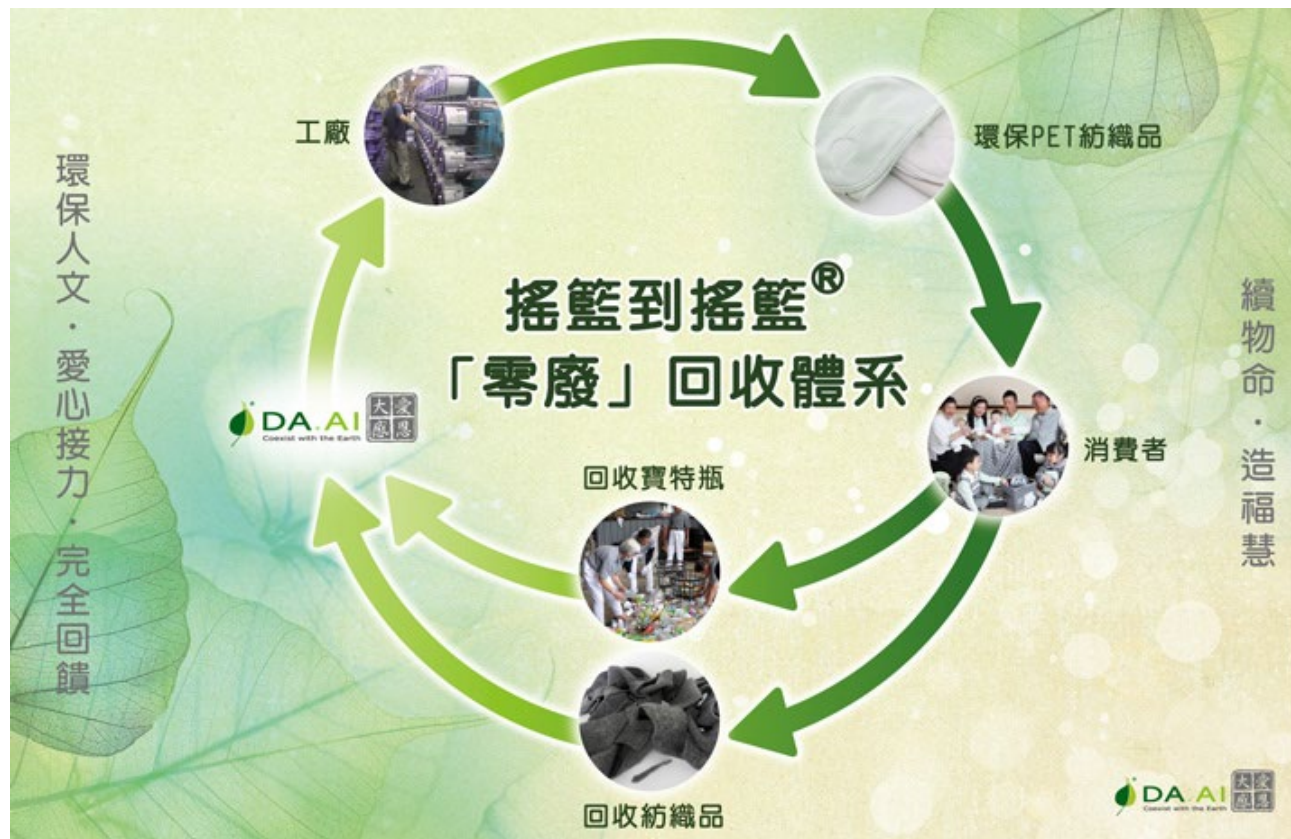 搖籃到搖籃®
「零廢」回收體系
工廠
環保PET紡織品
消費者
回收寶特瓶
回收紡織品
DA.AI
Coexist with the Earth
大愛
感恩
環保人文・愛心接力・完全回饋
續物命・造福慧
DA.AI
Coexist with the Earth
大愛
感恩